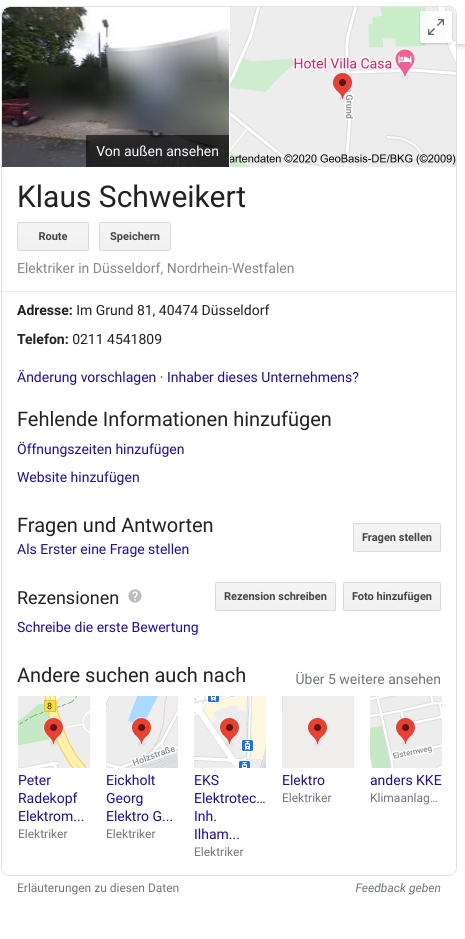 Hotel Villa Casa
Grund
Von außen ansehen
artendaten ©2020 GeoBasis-DE/BKG (©2009)
Klaus Schweikert
Route
Speichern
Elektriker in Düsseldorf, Nordrhein-Westfalen
Adresse: Im Grund 81, 40474 Düsseldorf
Telefon: 0211 4541809
Änderung vorschlagen · Inhaber dieses Unternehmens?
Fehlende Informationen hinzufügen
Öffnungszeiten hinzufügen
Website hinzufügen
Fragen und Antworten
Fragen stellen
Als Erster eine Frage stellen
Rezensionen ?
Rezension schreiben
Foto hinzufügen
Schreibe die erste Bewertung
Andere suchen auch nach
Über 5 weitere ansehen
8
Holzstraße
Elsternweg
Peter
Radekopf
Elektrom...
Elektriker
Eickholt
Georg
Elektro G...
Elektriker
EKS
Elektrotec...
Inh.
Ilham...
Elektriker
Elektro
Elektriker
anders KKE
Klimaanlag...
Erläuterungen zu diesen Daten
Feedback geben